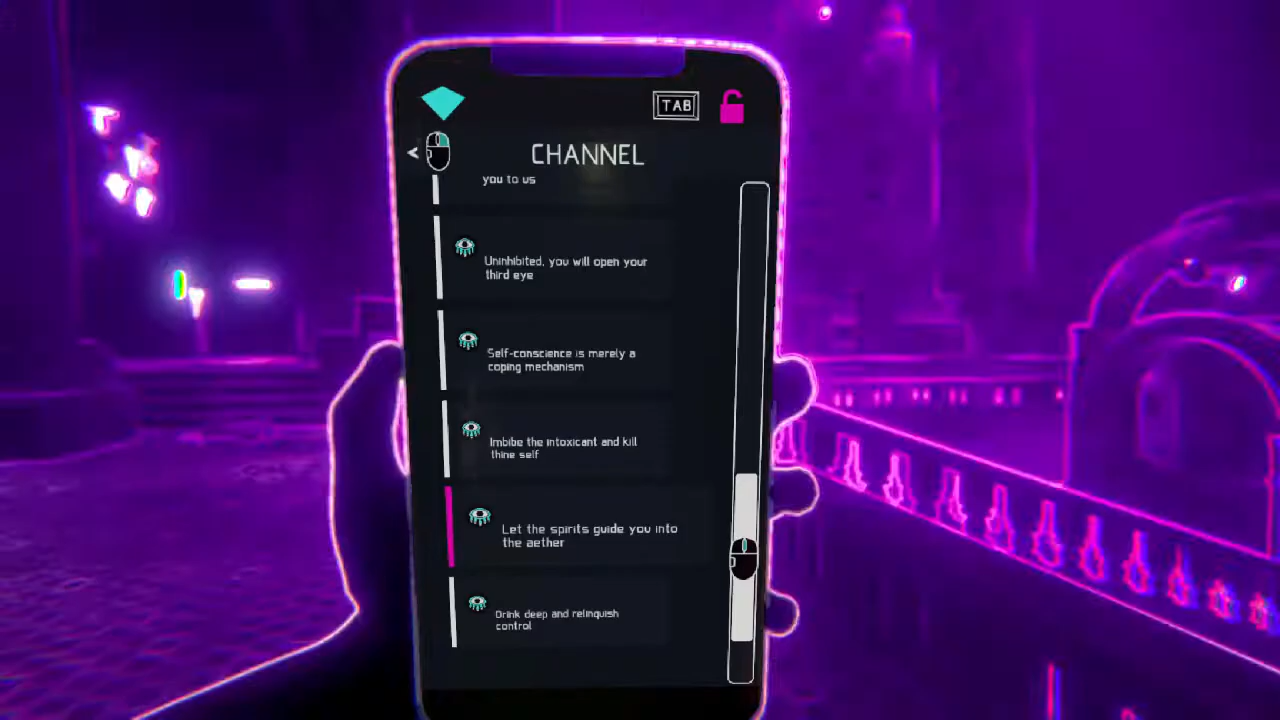 TAB
<
CHANNEL
you to us
Uninhibited, you will open your
third eye
Self-conscience is merely a
coping mechanism
Imbibe the intoxicant and kill
thine self
Let the spirits guide you into
the aether
Drink deep and relinquish
control